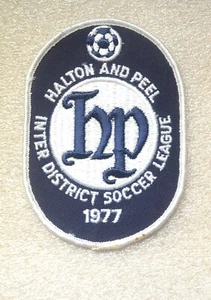 HALTON AND PEEL
hp
INTER DISTRICT SOCCER LEAGUE
1977